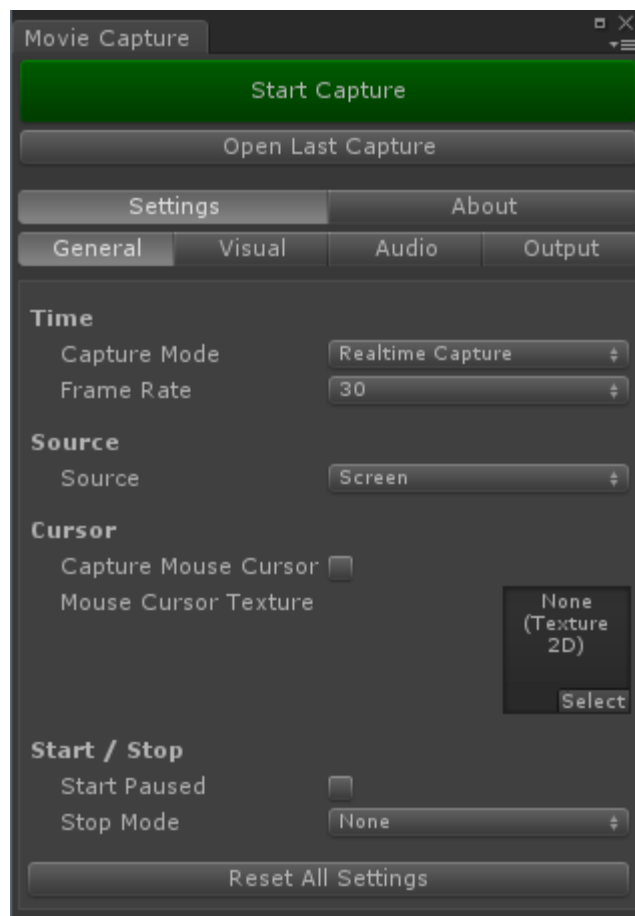 Movie Capture
Start Capture
Open Last Capture
Settings About
General Visual Audio Output
Time
Capture Mode Realtime Capture
Frame Rate 30
Source
Source Screen
Cursor
Capture Mouse Cursor
Mouse Cursor Texture
None
(Texture
2D)
Select
Start / Stop
Start Paused
Stop Mode None
Reset All Settings